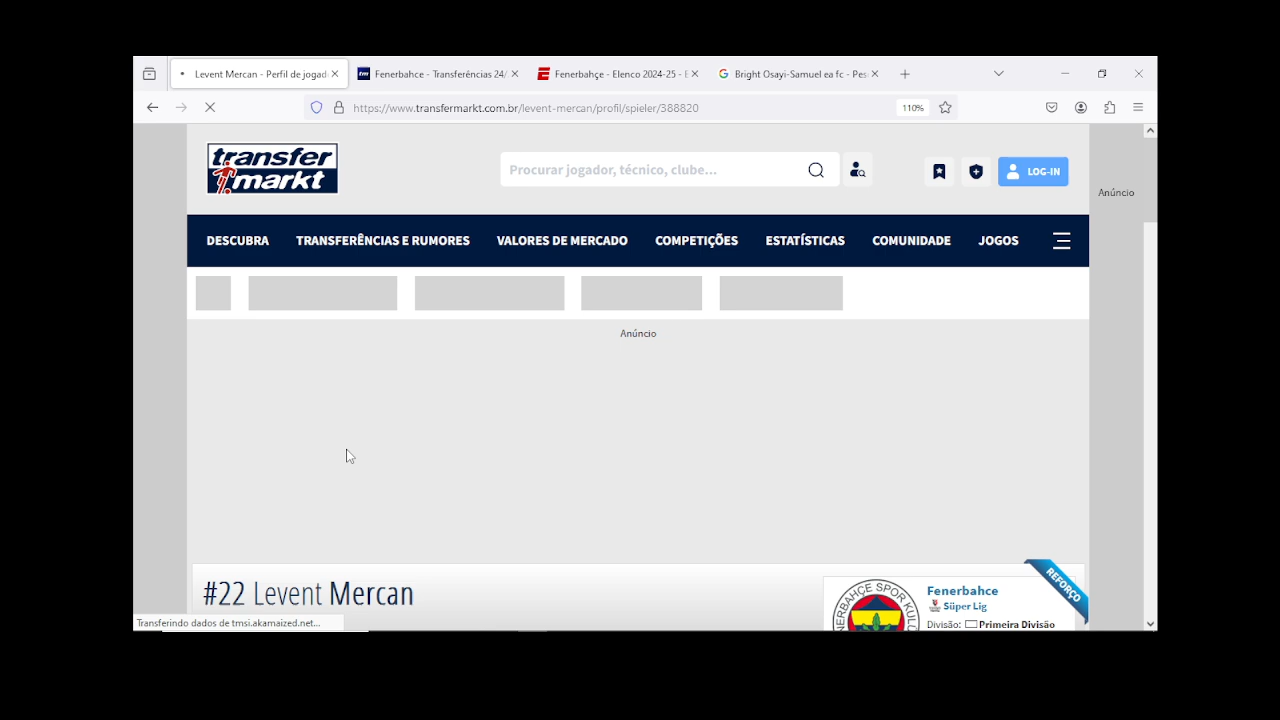 Levent Mercan - Perfil de jogad
Fenerbahce - Transferências 24/
Fenerbahçe - Elenco 2024-25 - E
Bright Osayi-Samuel ea fc - Pes
https://www.transfermarkt.com.br/levent-mercan/profil/spieler/388820
110%
transfer
markt
Procurar jogador, técnico, clube...
LOG-IN
Anúncio
DESCUBRA
TRANSFERÊNCIAS E RUMORES
VALORES DE MERCADO
COMPETIÇÕES
ESTATÍSTICAS
COMUNIDADE
JOGOS
Anúncio
#22 Levent Mercan
FENERBAHÇE SPOR KULÜ
Fenerbahce
Süper Lig
Divisão: Primeira Divisão
REFORÇO
Transferindo dados de tmsi.akamaized.net...